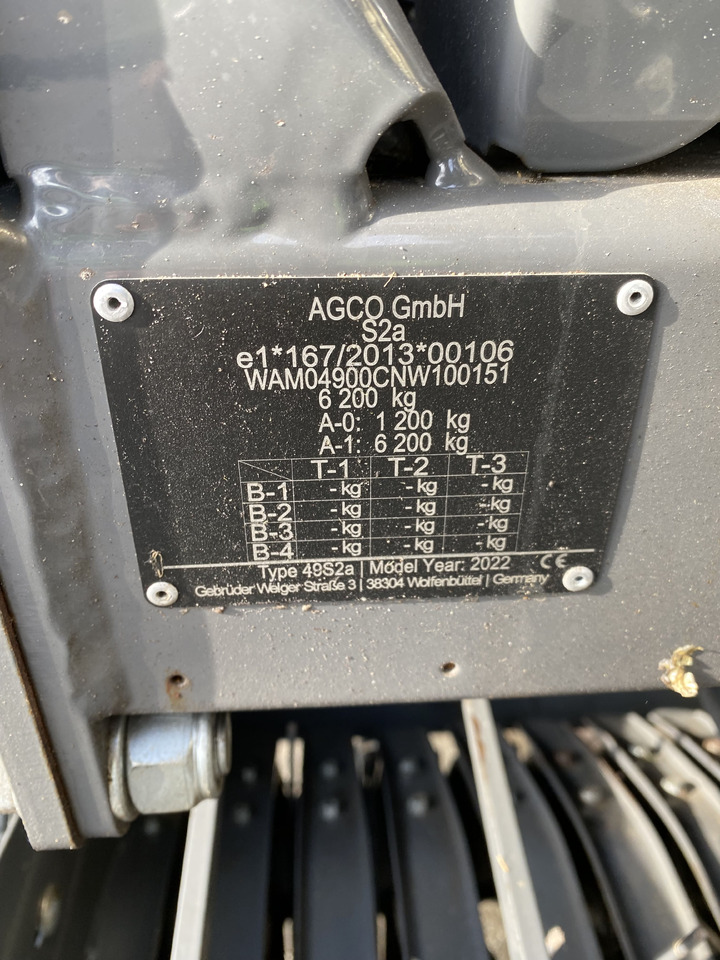 AGCO GmbH
S2a
e1*167/2013*00106
WAM04900CNW100151
6 200 kg
A-0: 1 200 kg
A-1: 6 200 kg
T-1 T-2 T-3
B-1 - kg - kg - kg
B-2 - kg - kg - kg
B-3 - kg - kg - kg
B-4 - kg - kg - kg
Type 49S2a | Model Year: 2022 CE
Gebrüder Welger Straße 3 | 38304 Wolfenbüttel | Germany